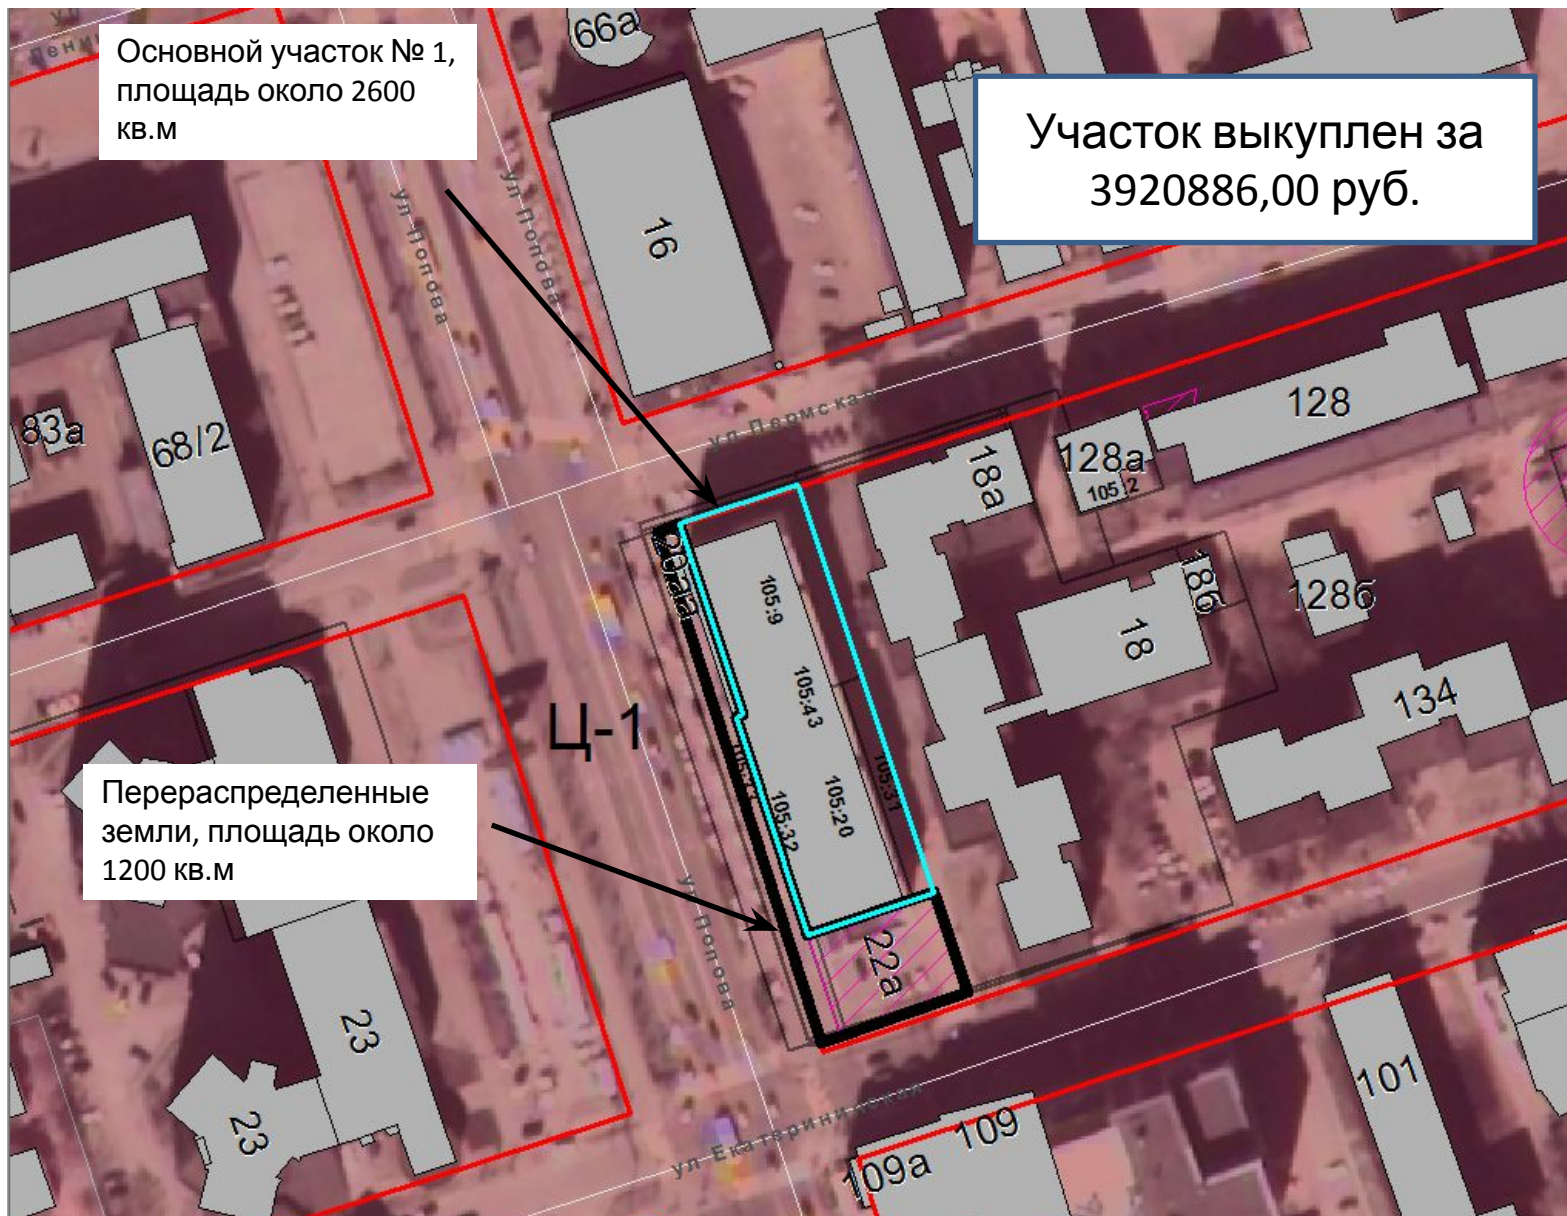 Основной участок № 1,
площадь около 2600
кв.м
66а
Участок выкуплен за
3920886,00 руб.
ул Попова
ул Попова
16
83а
68/2
ул Пермская
128
128а
105:2
18а
18б
18
128б
134
105:9
105:43
105:20
105:31
105:32
Ц-1
Перераспределенные
земли, площадь около
1200 кв.м
ул Попова
22а
23
23
ул Екатерининская
109
109а
101